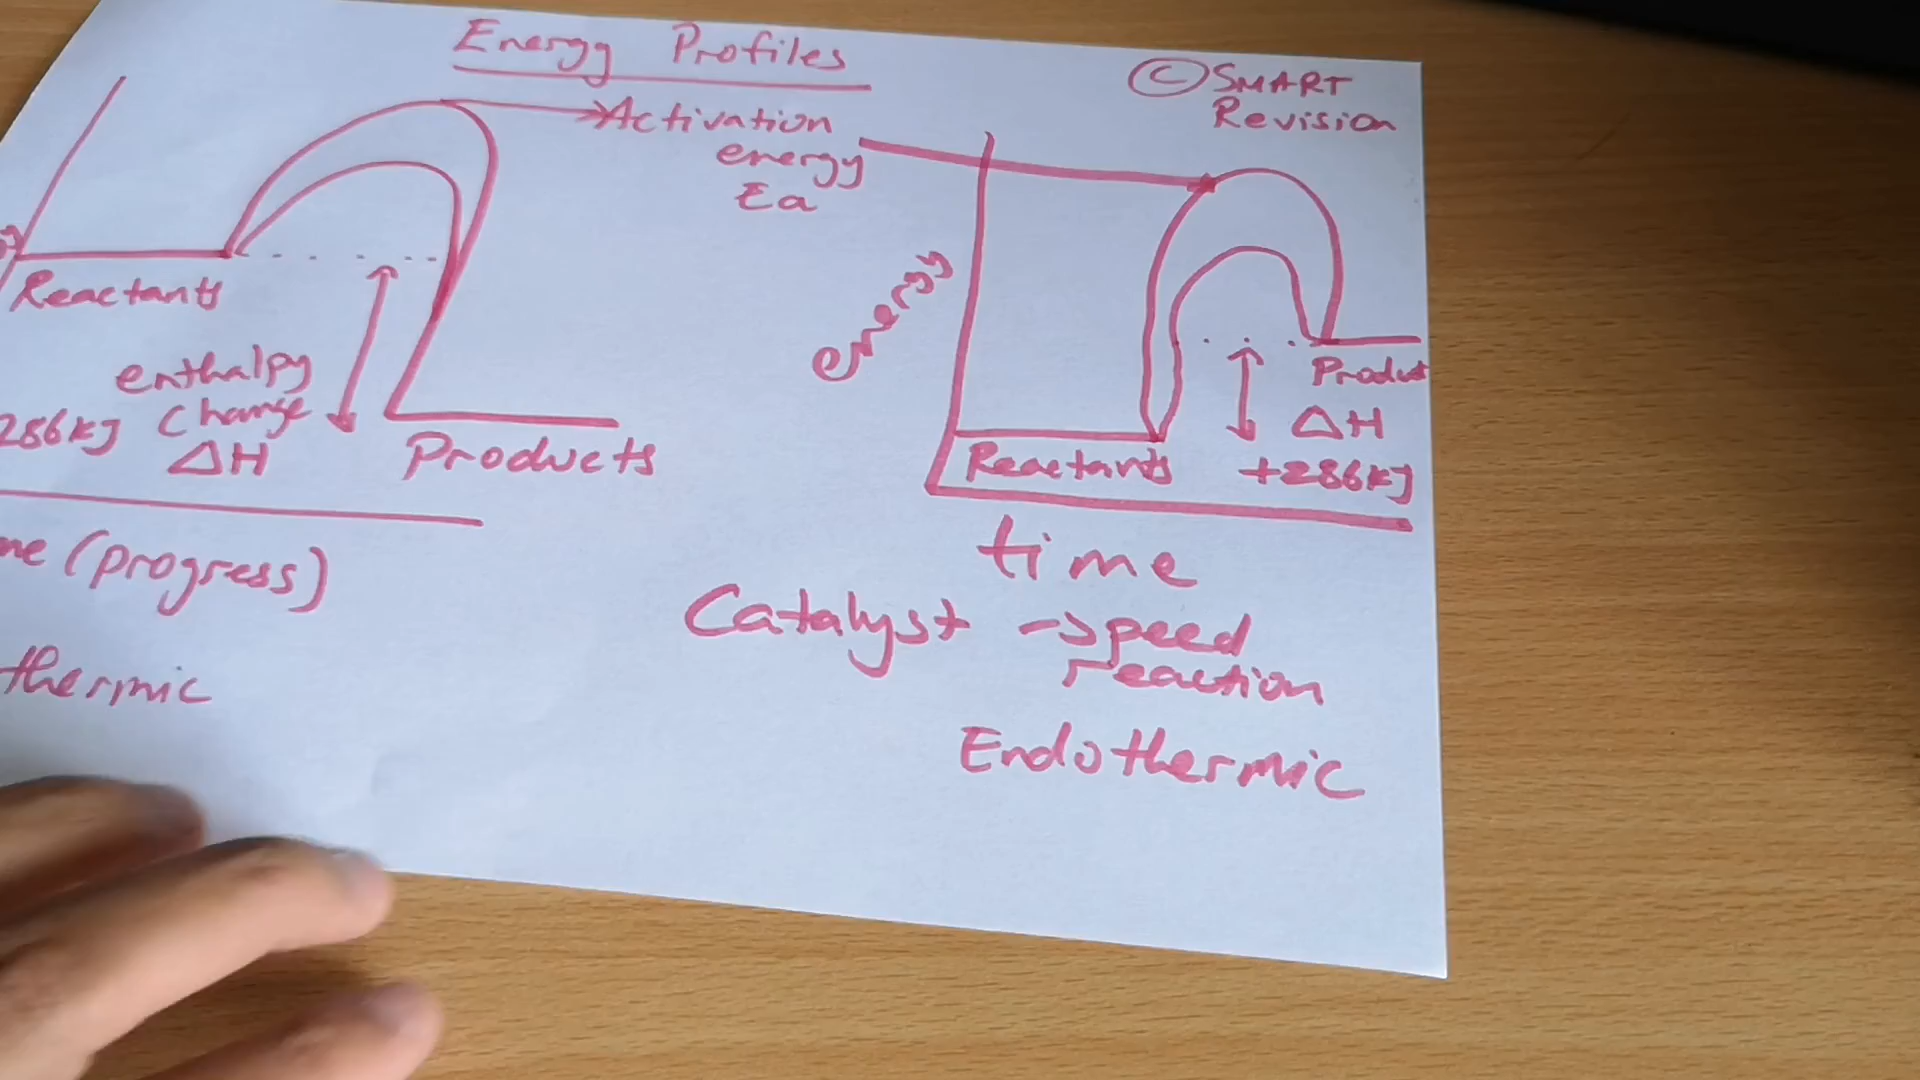 Energy Profiles
© SMART
Revision
Activation
energy
Ea
Reactants
enthalpy
Change
286KJ
ΔH
Products
(progress)
thermic
energy
Reactants
Product
ΔH
+286KJ
time
Catalyst → speed
reaction
Endothermic